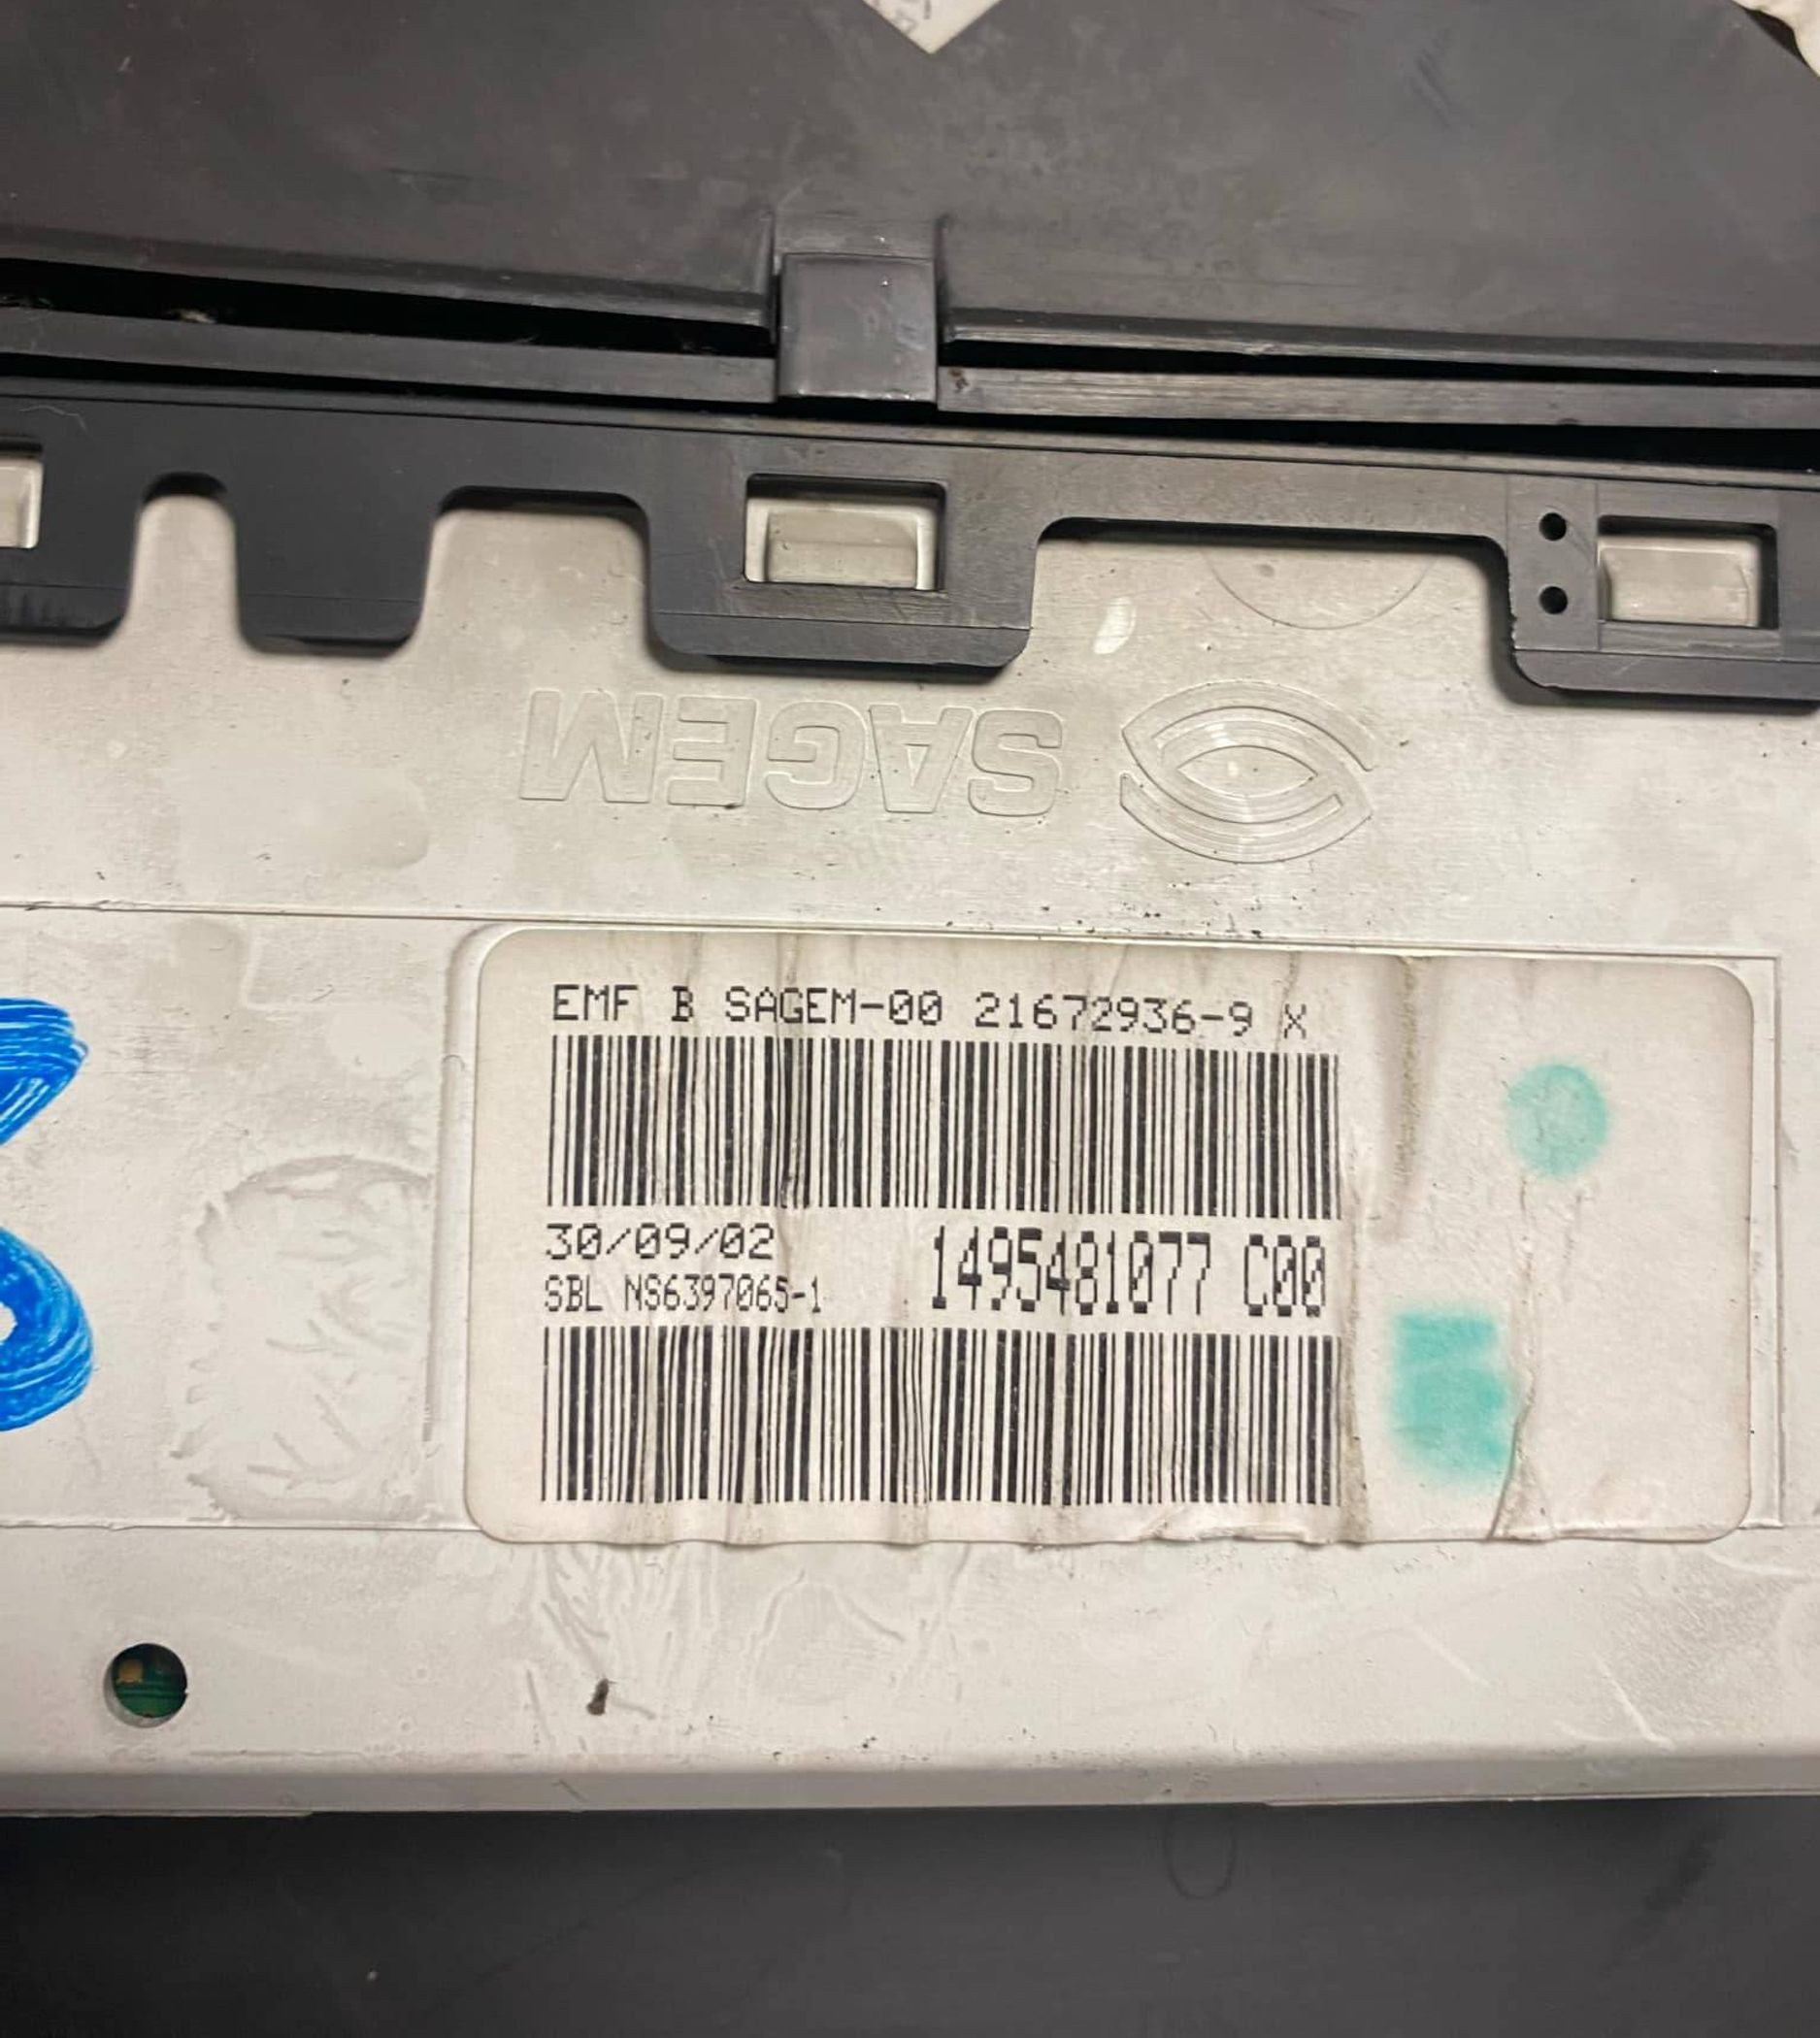 SAGEM
EMF B SAGEM-00 21672936-9 X
30/09/02
SBL NS6397065-1
1495481077 C00